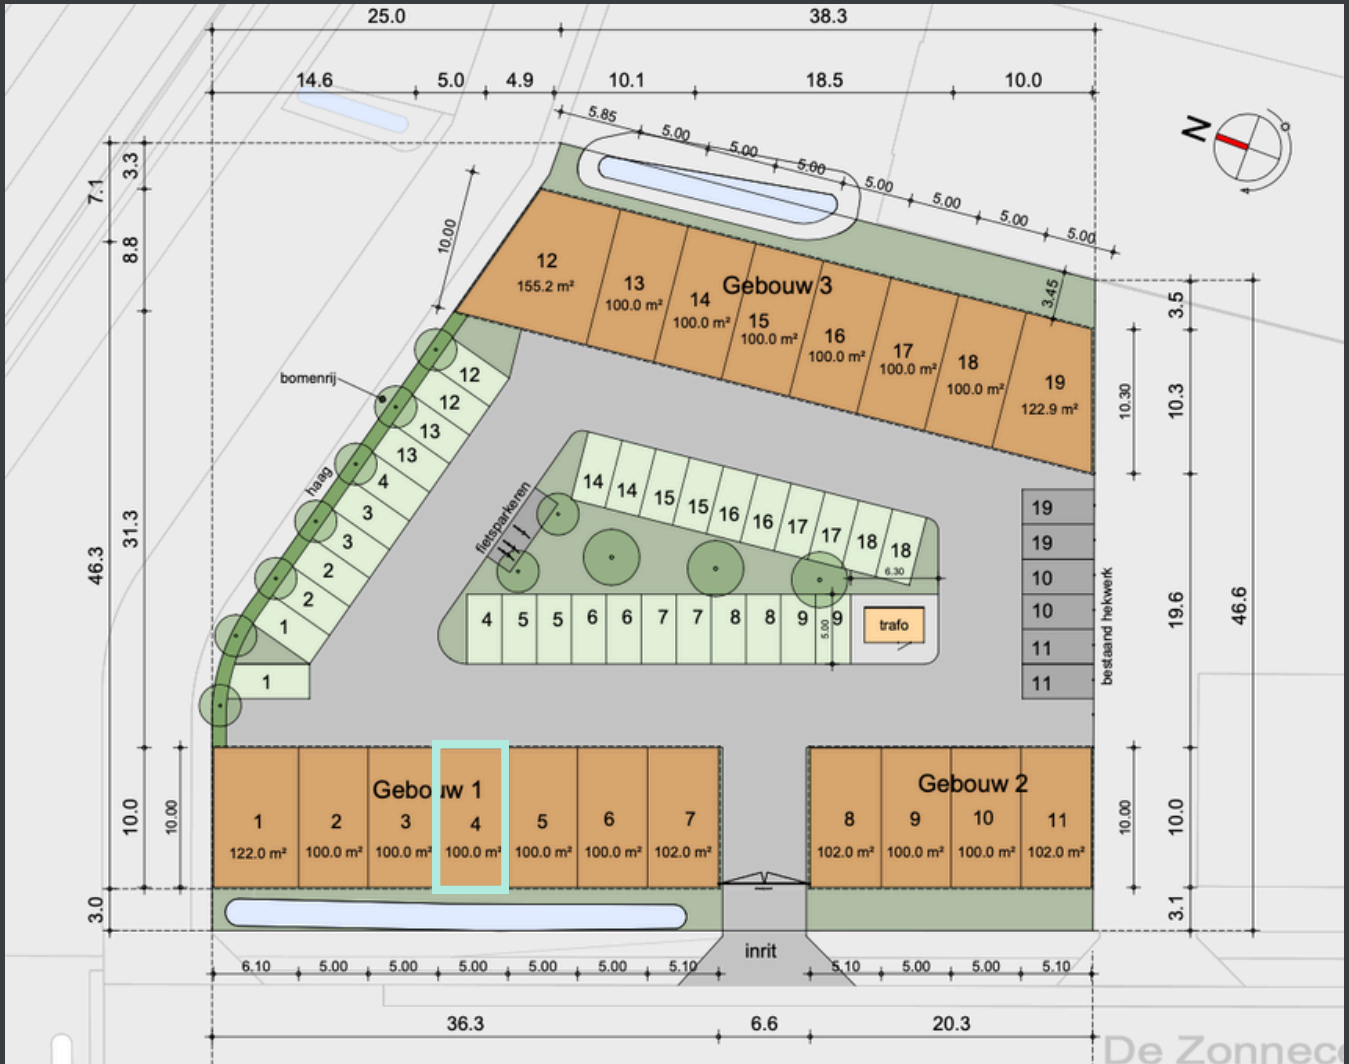 25.0 38.3
14.6 5.0 4.9 10.1 18.5 10.0
5.85 5.00 5.00 5.00 5.00 5.00 5.00 5.00
N
7.1 3.3
8.8
10.00
3.45
3.5
12
155.2 m²
13
100.0 m²
14
100.0 m²
Gebouw 3
15
100.0 m²
16
100.0 m²
17
100.0 m²
18
100.0 m²
19
122.9 m²
10.30 10.3
bomenrij
haag
12
12
13
13
4
3
3
2
2
1
1
fietsparkeren
14 14 15 15 16 16 17 17 18 18
6.30
4 5 5 6 6 7 7 8 8 9 9
5.00
trafo
19
19
10
10
11
11
bestaand hekwerk
46.3 31.3
19.6 46.6
Gebouw 1
1 2 3 4 5 6 7
122.0 m² 100.0 m² 100.0 m² 100.0 m² 100.0 m² 100.0 m² 102.0 m²
Gebouw 2
8 9 10 11
102.0 m² 100.0 m² 100.0 m² 102.0 m²
10.0 10.00
10.00 10.0
3.0
3.1
inrit
6.10 5.00 5.00 5.00 5.00 5.00 5.10 5.10 5.00 5.00 5.10
36.3 6.6 20.3
De Zonnec